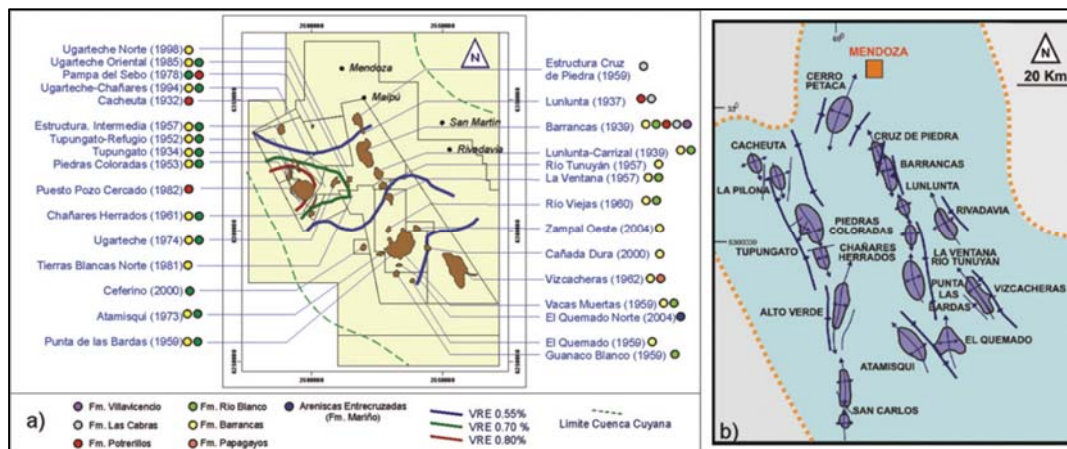 Ugarteche Norte (1998)
Ugarteche Oriental (1985)
Pampa del Sebo (1978)
Ugarteche-Chañares (1994)
Cacheuta (1932)
Estructura. Intermedia (1957)
Tupungato-Refugio (1952)
Tupungato (1934)
Piedras Coloradas (1953)
Puesto Pozo Cercado (1982)
Chañares Herrados (1961)
Ugarteche (1974)
Tierras Blancas Norte (1981)
Ceferino (2000)
Atamisqui (1973)
Punta de las Bardas (1959)
N
Mendoza
Maipú
San Martín
Rivadavia
Estructura Cruz
de Piedra (1959)
Lunlunta (1937)
Barrancas (1939)
Lunlunta-Carrizal (1939)
Río Tunuyán (1957)
La Ventana (1957)
Río Viejas (1960)
Zampal Oeste (2004)
Cañada Dura (2000)
Vizcacheras (1962)
Vacas Muertas (1959)
El Quemado Norte (2004)
El Quemado (1959)
Guanaco Blanco (1959)
a)
Fm. Villavicencio
Fm. Las Cabras
Fm. Potrerillos
Fm. Río Blanco
Fm. Barrancas
Fm. Papagayos
Areniscas Entrecruzadas
(Fm. Mariño)
VRE 0.55%
VRE 0.70 %
VRE 0.80%
Limite Cuenca Cuyana
MENDOZA
N
20 Km
CERRO
PETACA
CRUZ DE PIEDRA
CACHEUTA
BARRANCAS
LA PILONA
LUNLUNTA
RIVADAVIA
PIEDRAS
COLORADAS
TUPUNGATO
CHAÑARES
HERRADOS
LA VENTANA
RIO TUNUYAN
PUNTA
LAS
BARDAS
VIZCACHERAS
ALTO VERDE
EL QUEMADO
ATAMISQUI
SAN CARLOS
b)